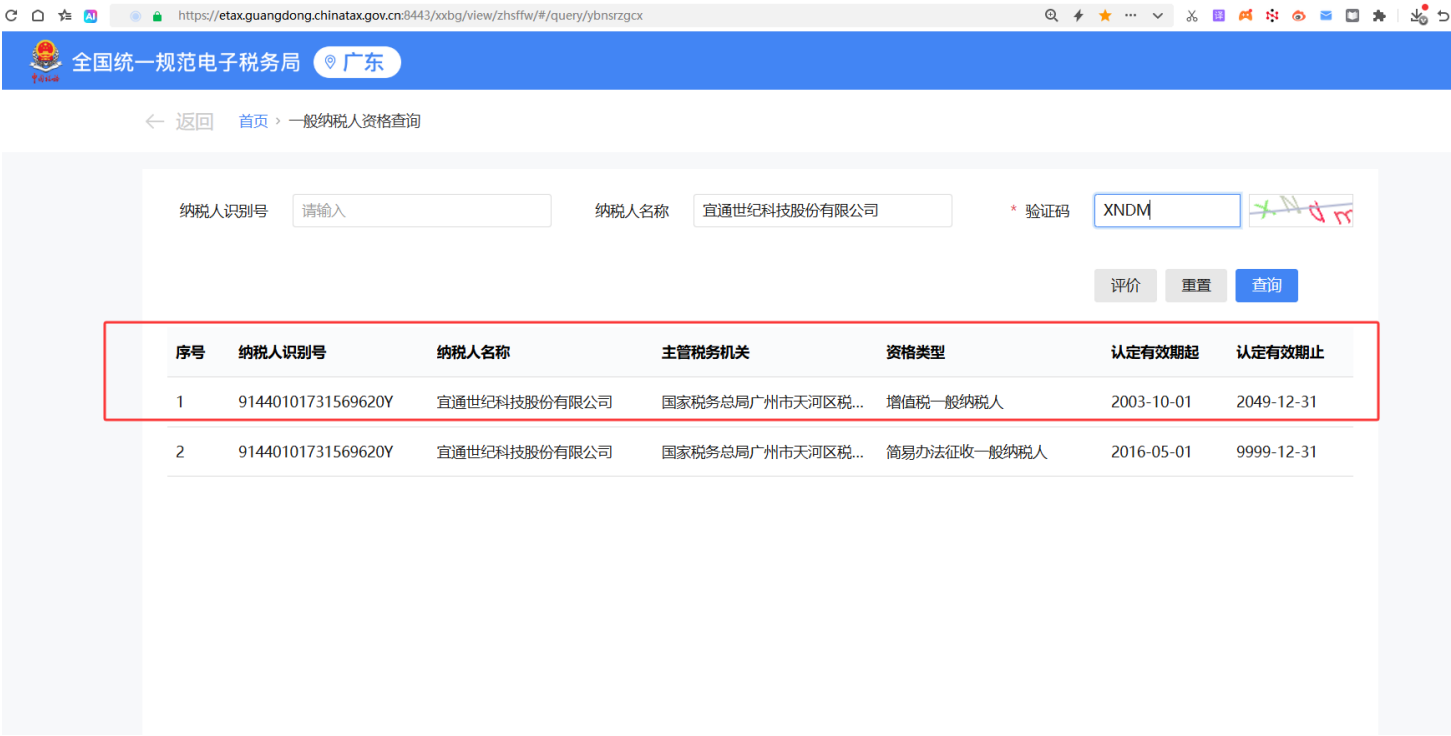 https://etax.guangdong.chinatax.gov.cn:8443/xxbg/view/zhsffw/#/query/ybnsrzgcx
全国统一规范电子税务局 广东
返回 首页 > 一般纳税人资格查询
纳税人识别号 请输入 纳税人名称 宜通世纪科技股份有限公司 * 验证码 XNDM XNdm
评价 重置 查询
序号 纳税人识别号 纳税人名称 主管税务机关 资格类型 认定有效期起 认定有效期止
1 91440101731569620Y 宜通世纪科技股份有限公司 国家税务总局广州市天河区税... 增值税一般纳税人 2003-10-01 2049-12-31
2 91440101731569620Y 宜通世纪科技股份有限公司 国家税务总局广州市天河区税... 简易办法征收一般纳税人 2016-05-01 9999-12-31